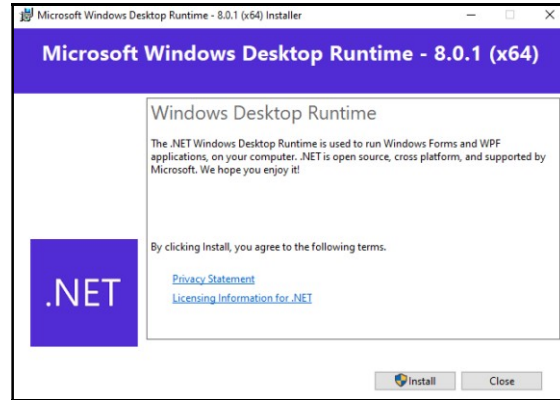 Microsoft Windows Desktop Runtime - 8.0.1 (x64) Installer
Microsoft Windows Desktop Runtime - 8.0.1 (x64)
Windows Desktop Runtime
The .NET Windows Desktop Runtime is used to run Windows Forms and WPF
applications, on your computer. .NET is open source, cross platform, and supported by
Microsoft. We hope you enjoy it!
By clicking Install, you agree to the following terms.
Privacy Statement
Licensing Information for .NET
.NET
Install
Close